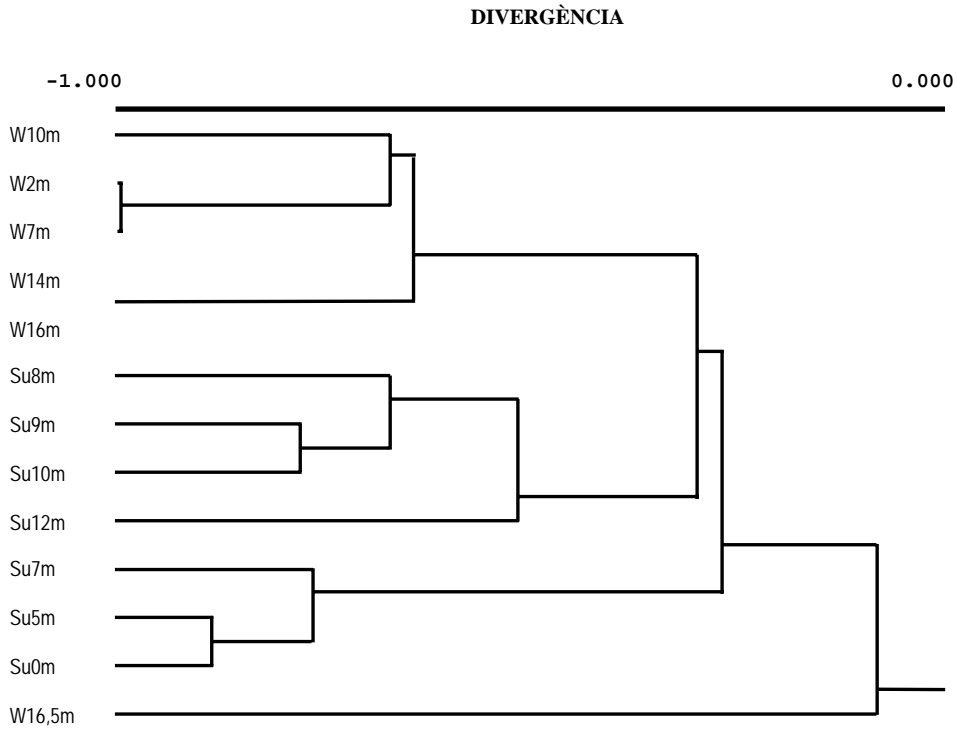 DIVERGÈNCIA
-1.000 0.000
W10m
W2m
W7m
W14m
W16m
Su8m
Su9m
Su10m
Su12m
Su7m
Su5m
Su0m
W16,5m